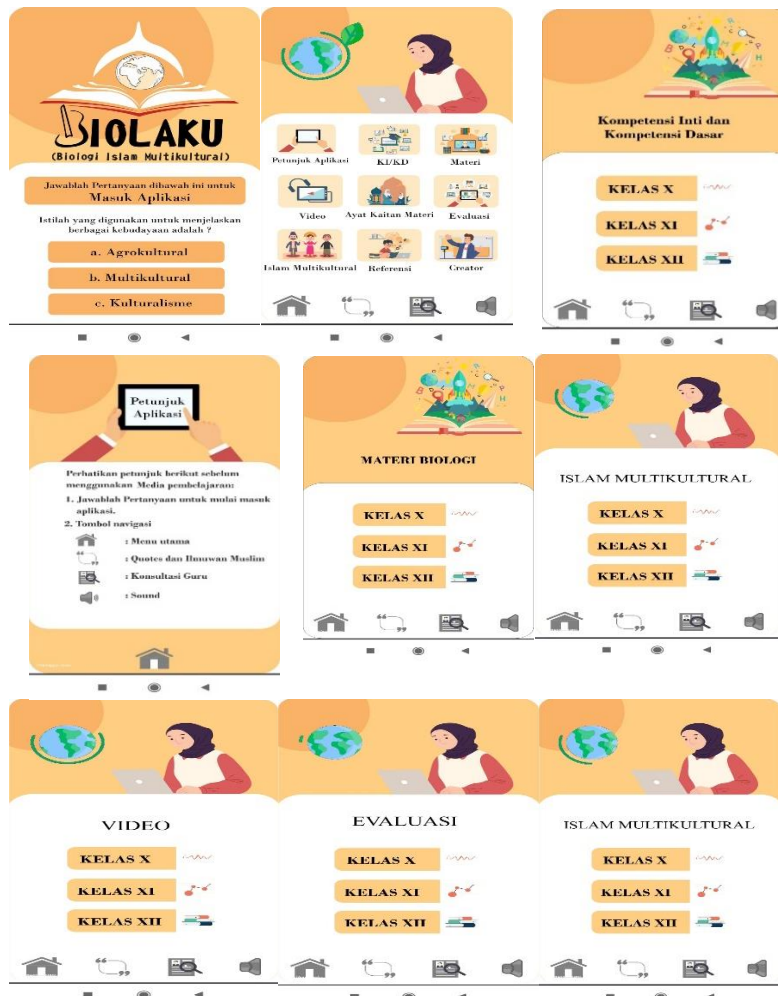 BIOLAKU
(Biologi Islam Multikultural)
Jawablah Pertanyaan dibawah ini untuk
Masuk Aplikasi
Istilah yang digunakan untuk menjelaskan
berbagai kebudayaan adalah ?
a. Agrokultural
b. Multikultural
c. Kulturalisme
Petunjuk Aplikasi
KI/KD
Materi
Video
Ayat Kaitan Materi
Evaluasi
Islam Multikultural
Referensi
Creator
Kompetensi Inti dan
Kompetensi Dasar
KELAS X
KELAS XI
KELAS XII
Petunjuk
Aplikasi
Perhatikan petunjuk berikut sebelum
menggunakan Media pembelajaran:
1. Jawablah Pertanyaan untuk mulai masuk
aplikasi.
2. Tombol navigasi
: Menu utama
: Quotes dan Ilmuwan Muslim
: Konsultasi Guru
: Sound
MATERI BIOLOGI
KELAS X
KELAS XI
KELAS XII
ISLAM MULTIKULTURAL
KELAS X
KELAS XI
KELAS XII
VIDEO
KELAS X
KELAS XI
KELAS XII
EVALUASI
KELAS X
KELAS XI
KELAS XII
ISLAM MULTIKULTURAL
KELAS X
KELAS XI
KELAS XII